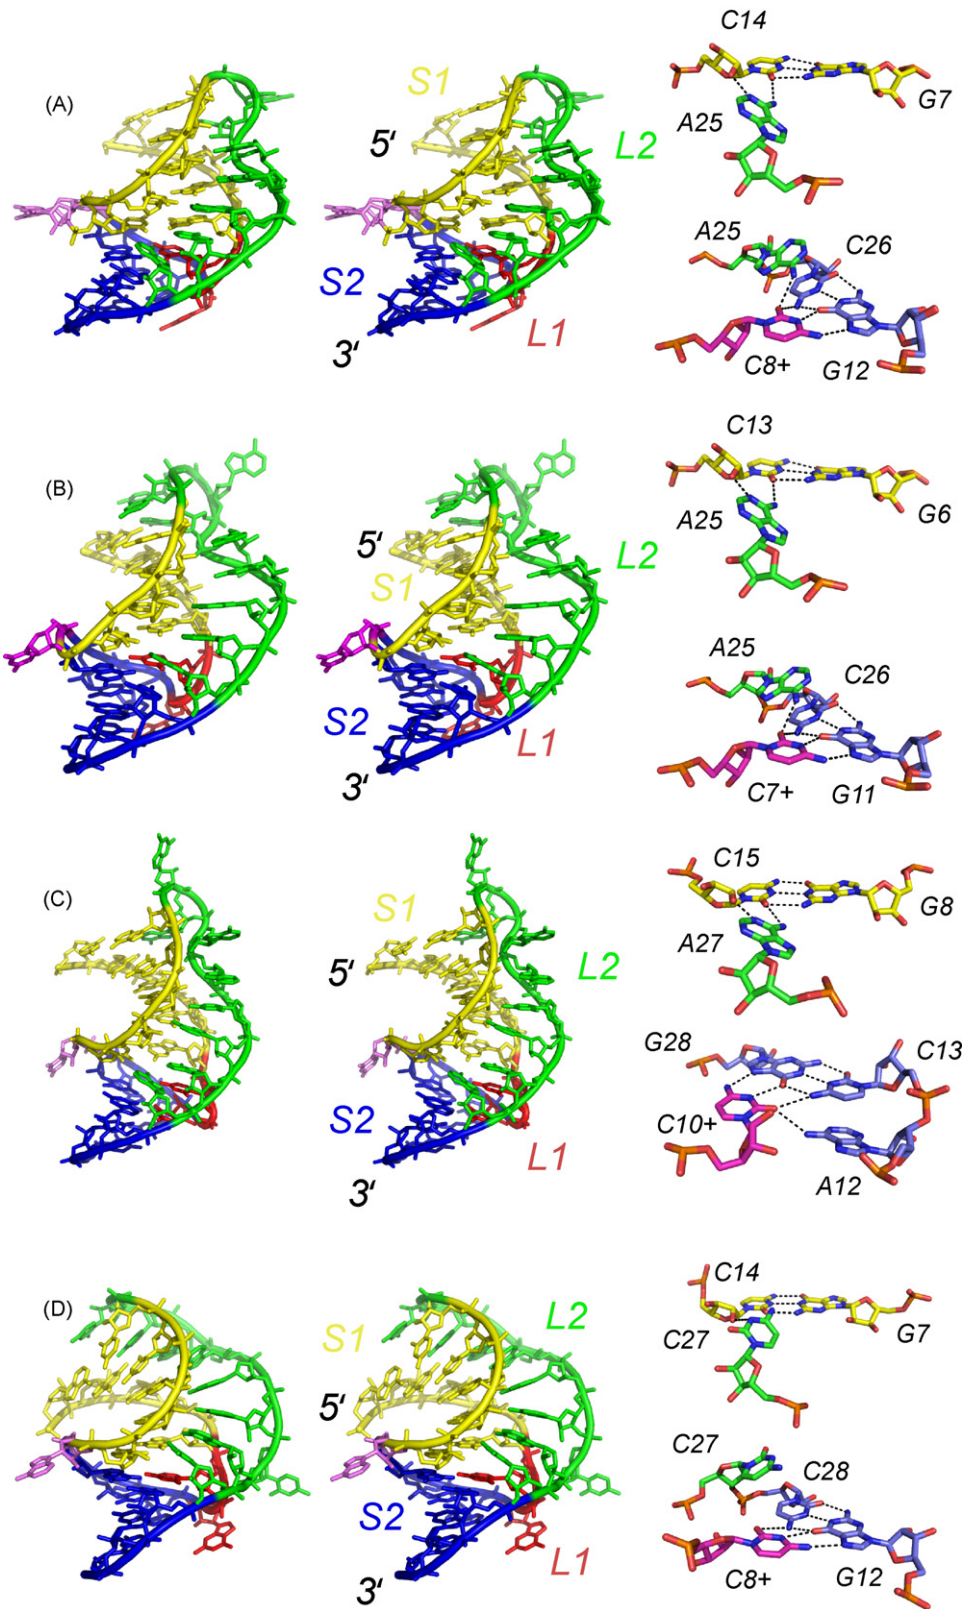 (A)
S1
5'
L2
S2
L1
3'
C14
G7
A25
A25
C26
C8+
G12
(B)
5'
S1
L2
S2
L1
3'
C13
G6
A25
A25
C26
C7+
G11
(C)
S1
5'
L2
S2
L1
3'
C15
G8
A27
G28
C13
C10+
A12
(D)
S1
L2
5'
S2
L1
3'
C14
C27
G7
C27
C28
C8+
G12